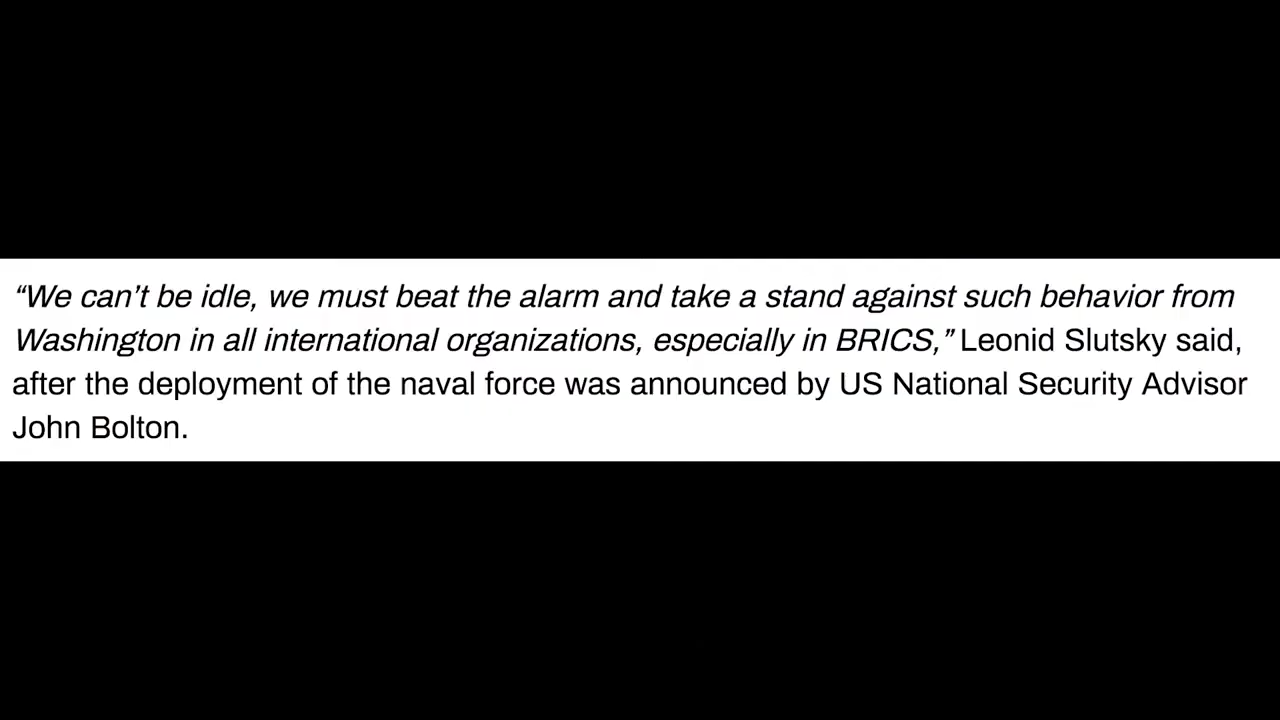 “We can’t be idle, we must beat the alarm and take a stand against such behavior from
Washington in all international organizations, especially in BRICS,” Leonid Slutsky said,
after the deployment of the naval force was announced by US National Security Advisor
John Bolton.